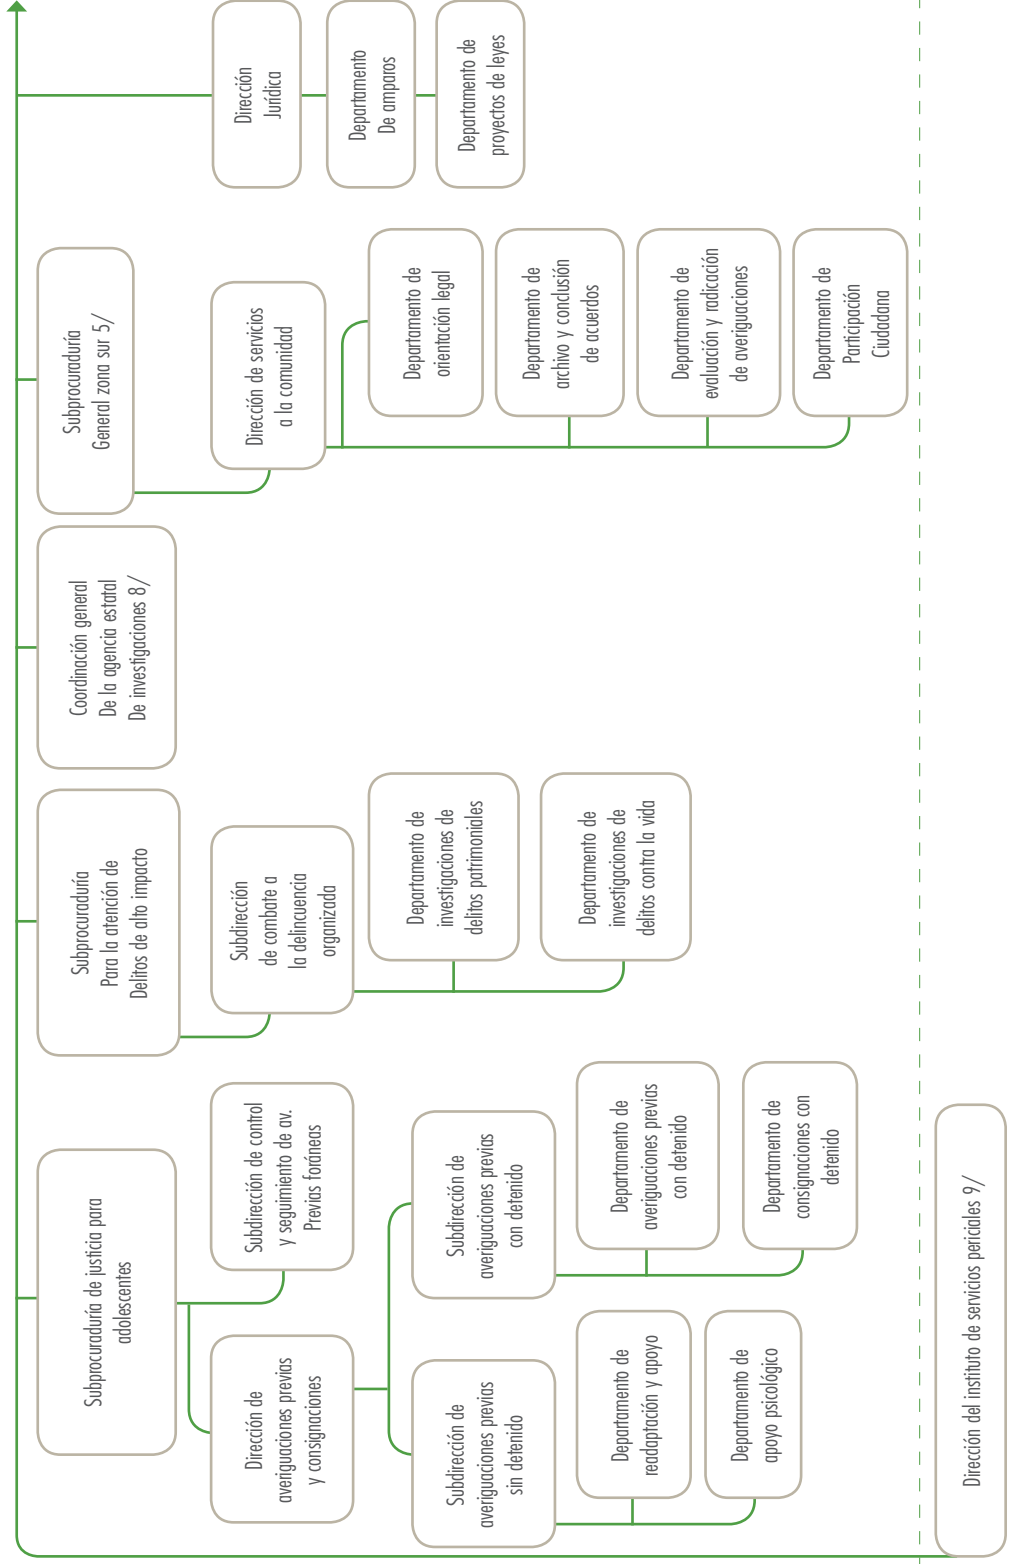 Subprocuraduría de justicia para
adolescentes
Subprocuraduría
Para la atención de
Delitos de alto impacto
Coordinación general
De la agencia estatal
De investigaciones 8/
Subprocuraduría
General zona sur 5/
Dirección de
averiguaciones previas
y consignaciones
Subdirección de control
y seguimiento de av.
Previas foráneas
Subdirección
de combate a
la delincuencia
organizada
Dirección de servicios
a la comunidad
Dirección
Jurídica
Departamento
De amparos
Departamento de
proyectos de leyes
Subdirección de
averiguaciones previas
sin detenido
Subdirección de
averiguaciones previas
con detenido
Departamento de
investigaciones de
delitos patrimoniales
Departamento de
investigaciones de
delitos contra la vida
Departamento de
orientación legal
Departamento de
archivo y conclusión
de acuerdos
Departamento de
evaluación y radicación
de averiguaciones
Departamento de
Participación
Ciudadana
Departamento de
readaptación y apoyo
Departamento de
apoyo psicológico
Departamento de
averiguaciones previas
con detenido
Departamento de
consignaciones con
detenido
Dirección del instituto de servicios periciales 9/